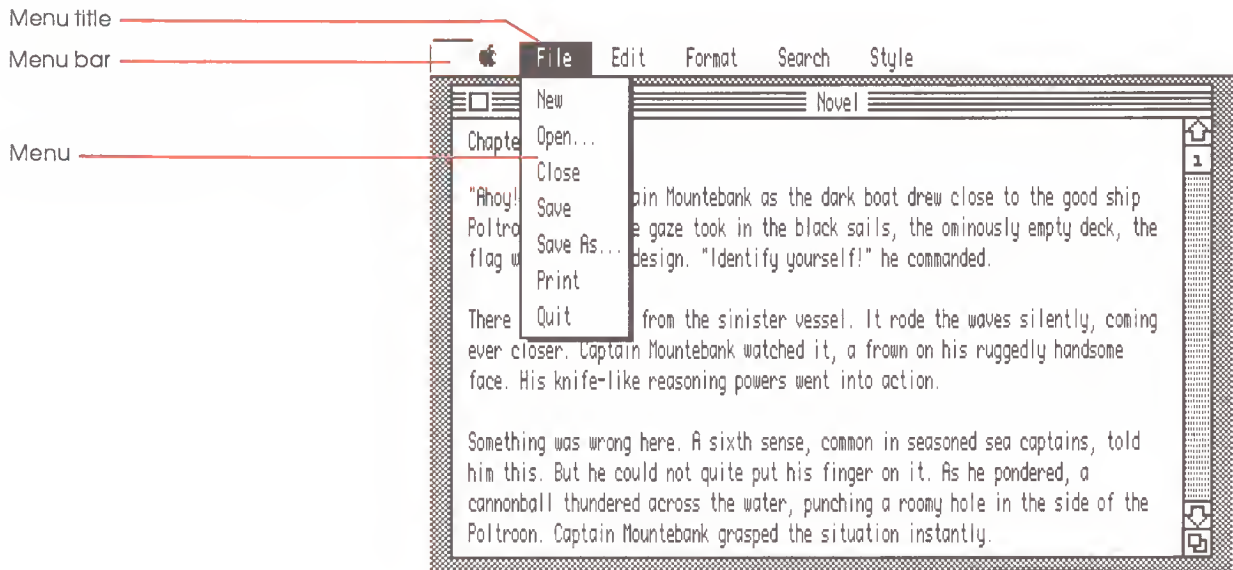 Menu title
Menu bar
Menu
File Edit Format Search Style
New
Open...
Close
Save
Save As...
Print
Quit
Novel
Chapte
1
"Ahoy! ain Mountebank as the dark boat drew close to the good ship
Poltro e gaze took in the black sails, the ominously empty deck, the
flag w design. "Identify yourself!" he commanded.
There from the sinister vessel. It rode the waves silently, coming
ever closer. Captain Mountebank watched it, a frown on his ruggedly handsome
face. His knife-like reasoning powers went into action.
Something was wrong here. A sixth sense, common in seasoned sea captains, told
him this. But he could not quite put his finger on it. As he pondered, a
cannonball thundered across the water, punching a roomy hole in the side of the
Poltroon. Captain Mountebank grasped the situation instantly.